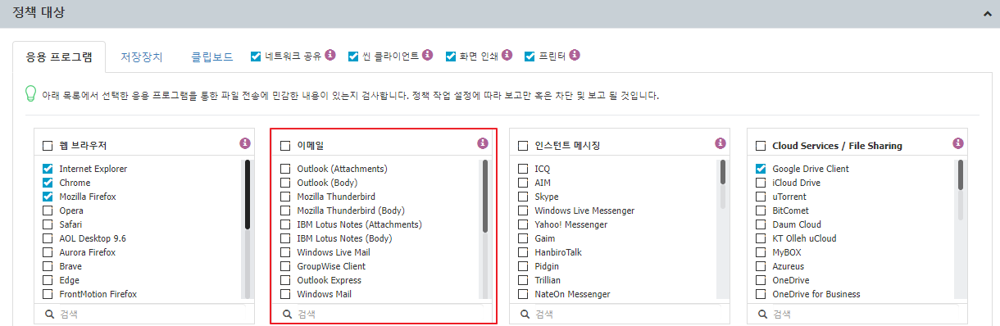 정책 대상
응용 프로그램 저장장치 클립보드 네트워크 공유 씬 클라이언트 화면 인쇄 프린터
아래 목록에서 선택한 응용 프로그램을 통한 파일 전송에 민감한 내용이 있는지 검사합니다. 정책 작업 설정에 따라 보고만 혹은 차단 및 보고 될 것입니다.
웹 브라우저
Internet Explorer
Chrome
Mozilla Firefox
Opera
Safari
AOL Desktop 9.6
Aurora Firefox
Brave
Edge
FrontMotion Firefox
검색
이메일
Outlook (Attachments)
Outlook (Body)
Mozilla Thunderbird
Mozilla Thunderbird (Body)
IBM Lotus Notes (Attachments)
IBM Lotus Notes (Body)
Windows Live Mail
GroupWise Client
Outlook Express
Windows Mail
검색
인스턴트 메시징
ICQ
AIM
Skype
Windows Live Messenger
Yahoo! Messenger
Gaim
HanbiroTalk
Pidgin
Trillian
NateOn Messenger
검색
Cloud Services / File Sharing
Google Drive Client
iCloud Drive
uTorrent
BitComet
Daum Cloud
KT Olleh uCloud
MyBOX
Azureus
OneDrive
OneDrive for Business
검색